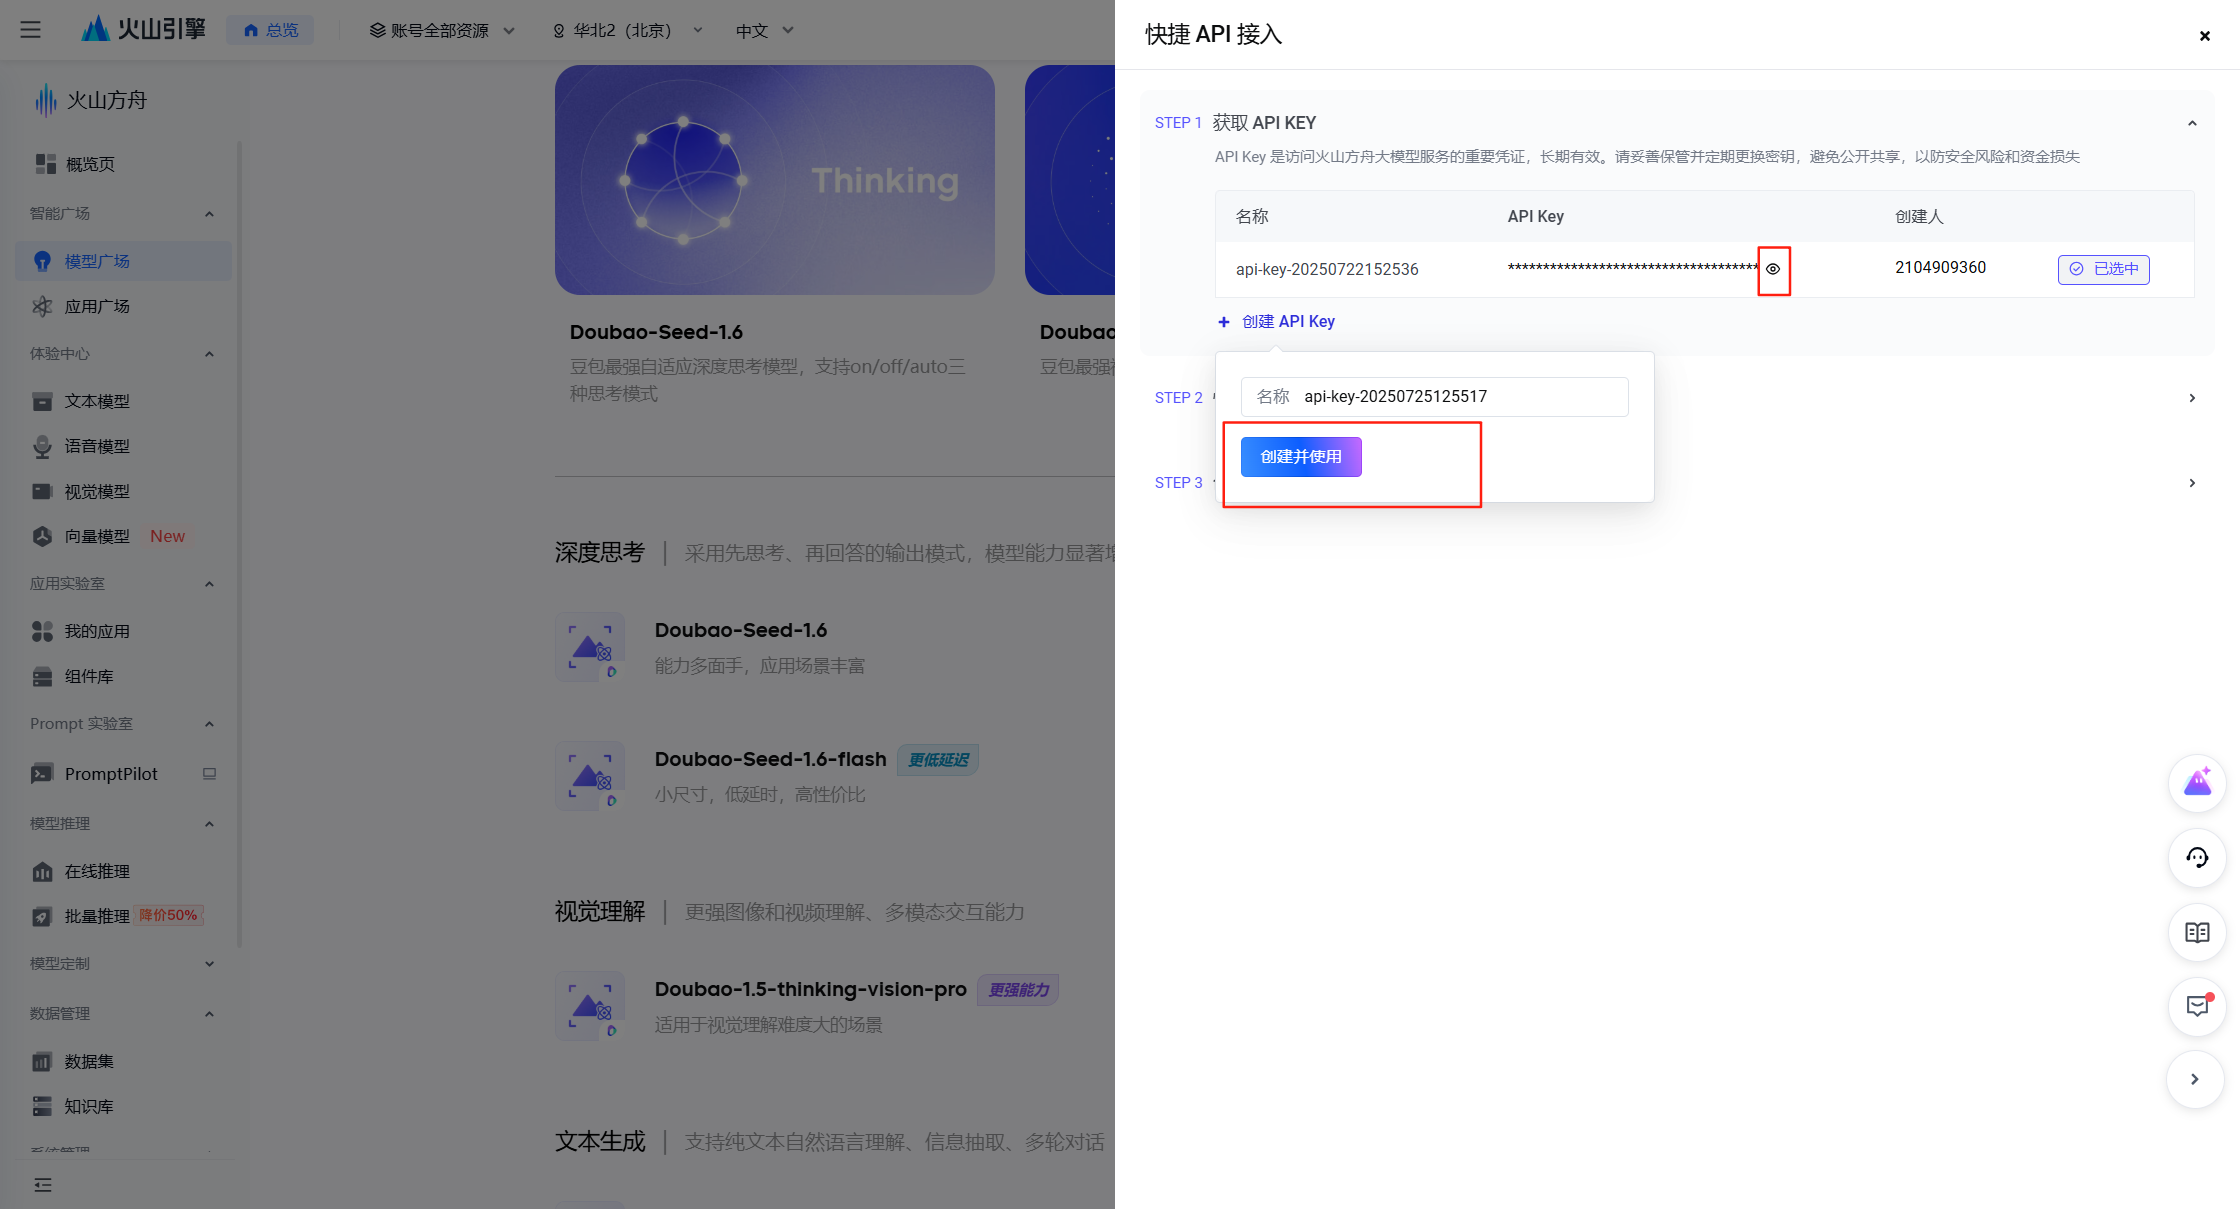 火山引擎
总览
账号全部资源
华北2（北京）
中文
火山方舟
概览页
智能广场
模型广场
应用广场
体验中心
文本模型
语音模型
视觉模型
向量模型 New
应用实验室
我的应用
组件库
Prompt 实验室
PromptPilot
模型推理
在线推理
批量推理 降价50%
模型定制
数据管理
数据集
知识库
Thinking
Doubao-Seed-1.6
豆包最强自适应深度思考模型，支持on/off/auto三
种思考模式
深度思考 | 采用先思考、再回答的输出模式，模型能力显著
Doubao-Seed-1.6
能力多面手，应用场景丰富
Doubao-Seed-1.6-flash 更低延迟
小尺寸，低延时，高性价比
视觉理解 | 更强图像和视频理解、多模态交互能力
Doubao-1.5-thinking-vision-pro 更强能力
适用于视觉理解难度大的场景
文本生成 | 支持纯文本自然语言理解、信息抽取、多轮对话
快捷 API 接入
STEP 1 获取 API KEY
API Key 是访问火山方舟大模型服务的重要凭证，长期有效。请妥善保管并定期更换密钥，避免公开共享，以防安全风险和资金损失
名称 API Key 创建人
api-key-20250722152536 ************************************ 2104909360 已选中
+ 创建 API Key
名称 api-key-20250725125517
创建并使用
STEP 2
STEP 3